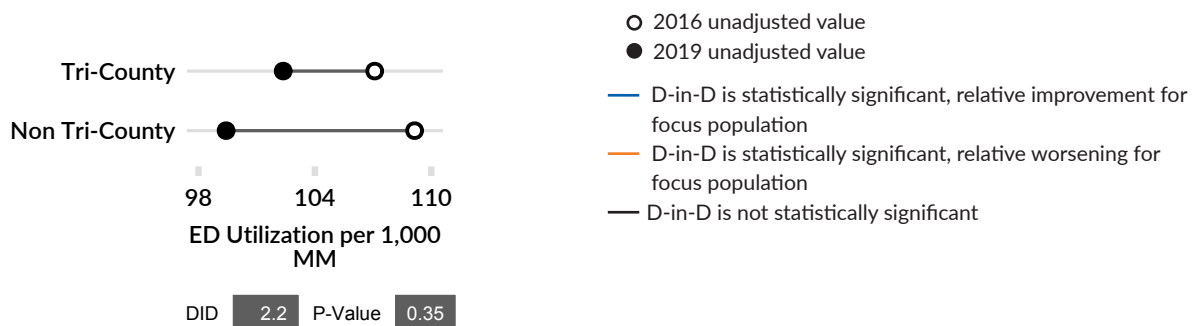 Tri-County
Non Tri-County
98 104 110
ED Utilization per 1,000
MM
DID 2.2 P-Value 0.35
2016 unadjusted value
2019 unadjusted value
D-in-D is statistically significant, relative improvement for
focus population
D-in-D is statistically significant, relative worsening for
focus population
D-in-D is not statistically significant